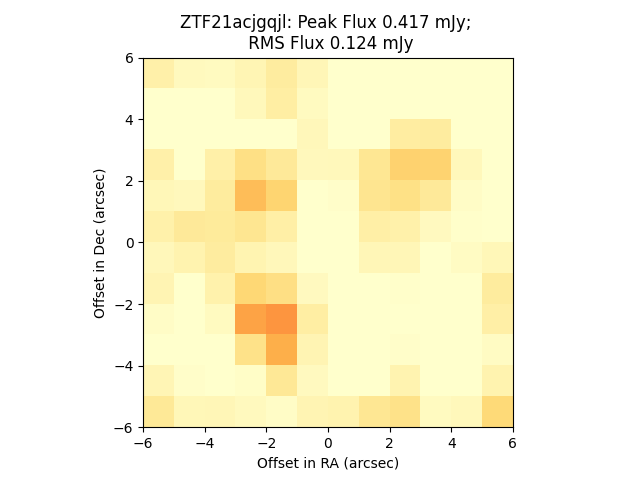 ZTF21acjgqjl: Peak Flux 0.417 mJy;
RMS Flux 0.124 mJy
6
4
2
0
−2
−4
−6
Offset in Dec (arcsec)
−6 −4 −2 0 2 4 6
Offset in RA (arcsec)